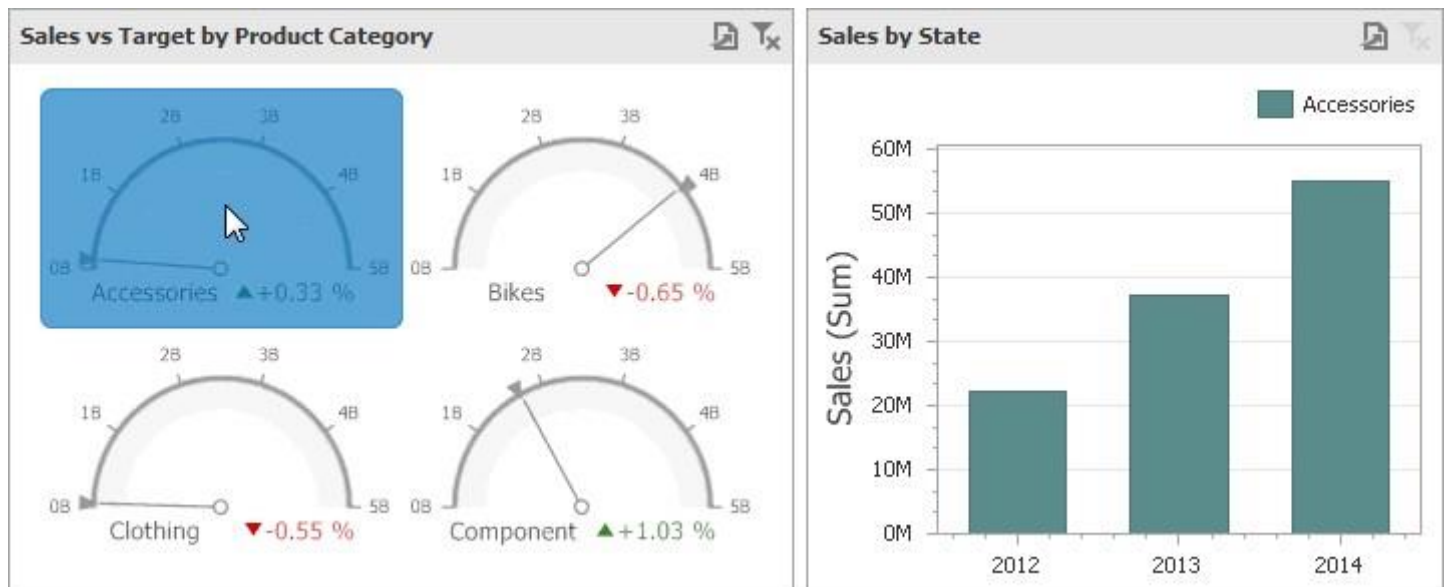 Sales vs Target by Product Category
2B 3B
1B 4B
0B 5B
Accessories ▲+0.33 %
2B 3B
1B 4B
0B 5B
Bikes ▼-0.65 %
2B 3B
1B 4B
0B 5B
Clothing ▼-0.55 %
2B 3B
1B 4B
0B 5B
Component ▲+1.03 %
Sales by State
Accessories
Sales (Sum)
60M
50M
40M
30M
20M
10M
0M
2012 2013 2014